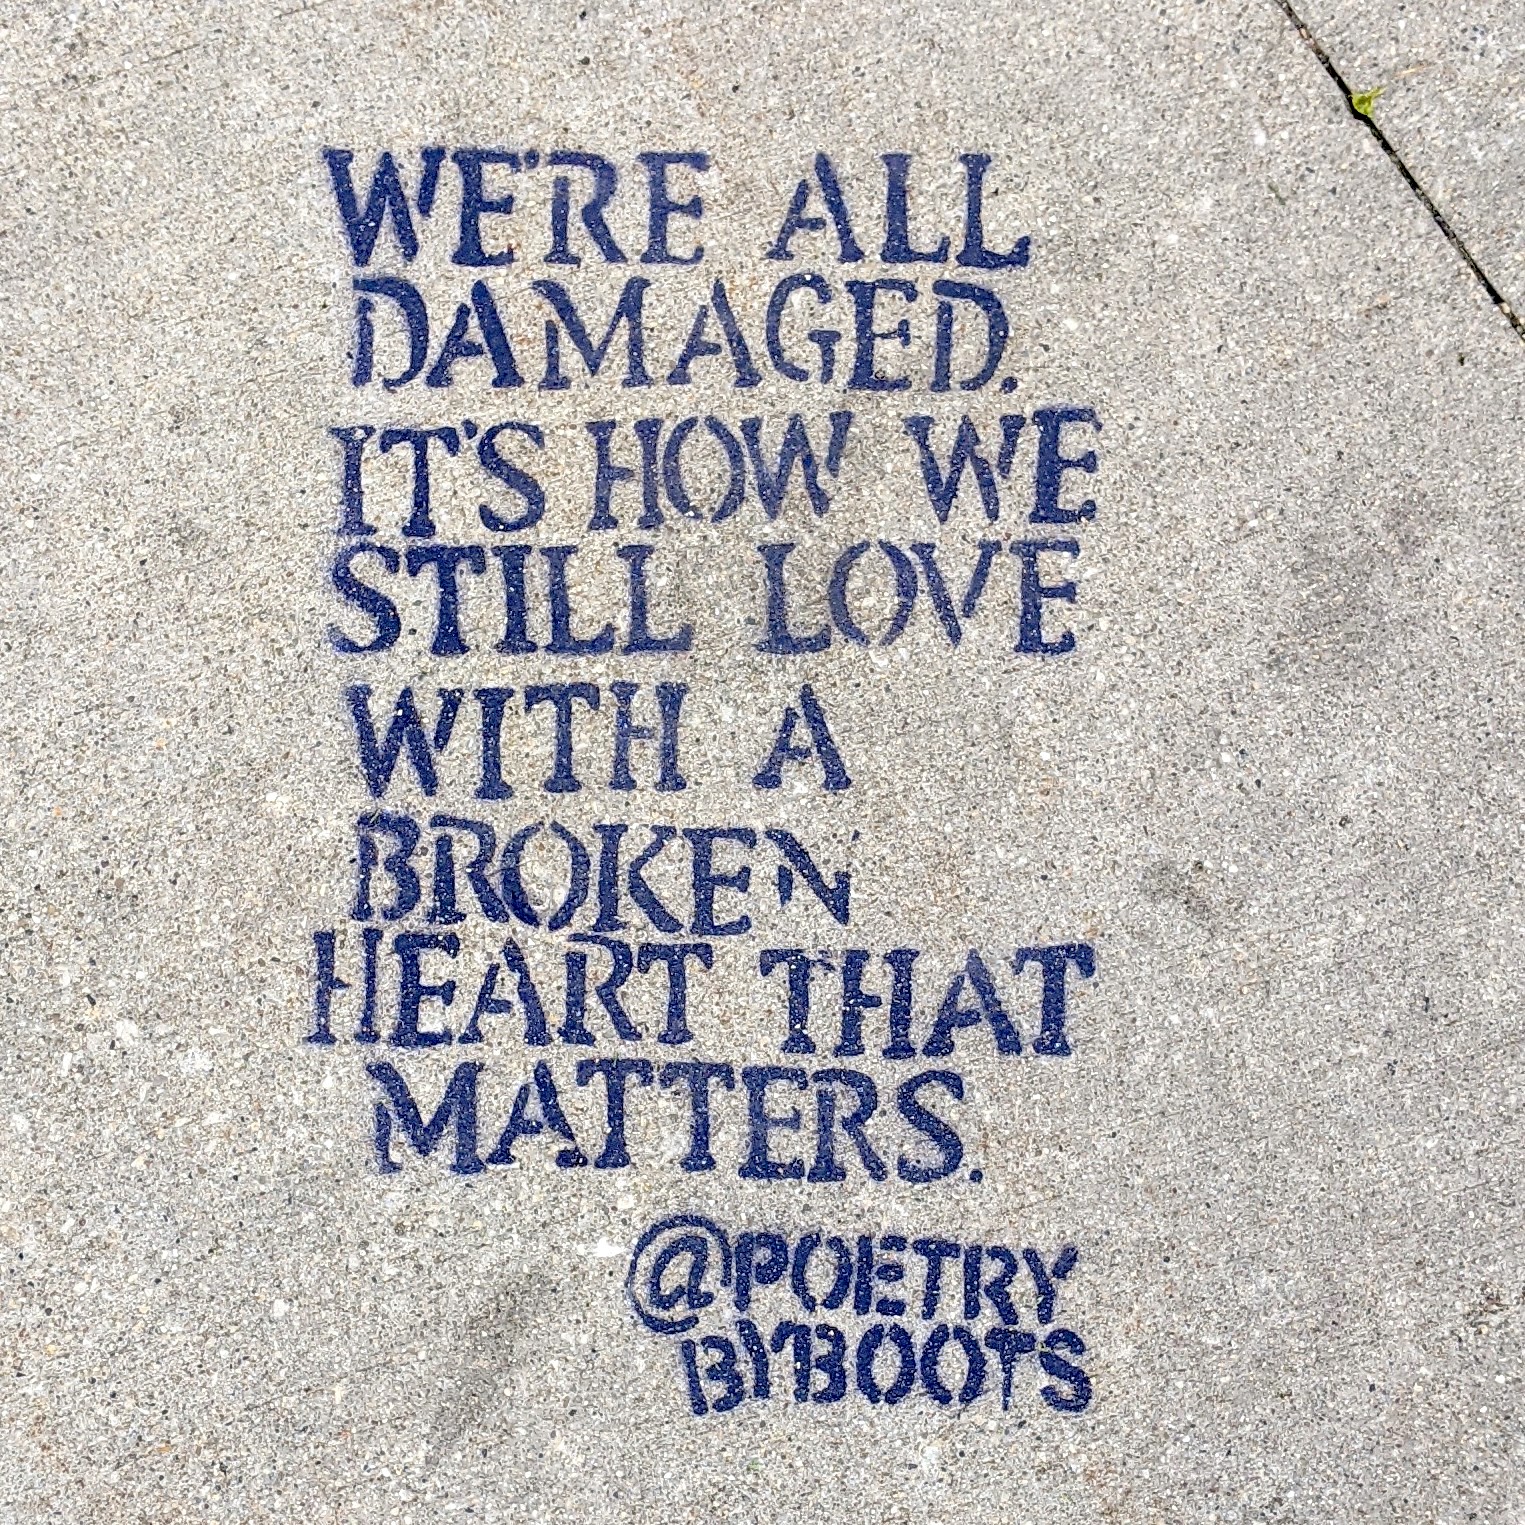 WE'RE ALL
DAMAGED.
IT'S HOW WE
STILL LOVE
WITH A
BROKEN
HEART THAT
MATTERS.
@POETRY
BYBOOTS